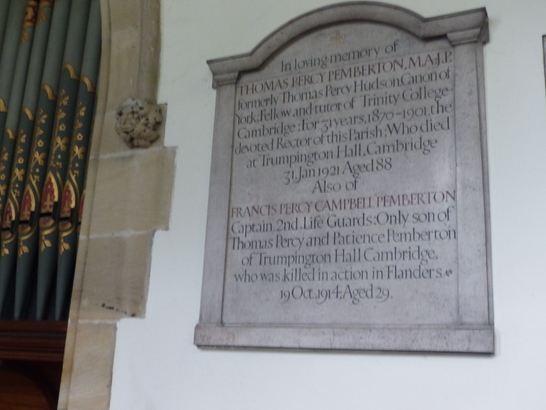 In loving memory of
THOMAS PERCY PEMBERTON, M.A:J.P.
formerly Thomas Percy Hudson Canon of
York, Fellow and tutor of Trinity College
Cambridge: For 31 years, 1870-1901, the
devoted Rector of this Parish: Who died
at Trumpington Hall, Cambridge
31 Jan 1921 Aged 88
Also of
FRANCIS PERCY CAMPBELL PEMBERTON
Captain, 2nd. Life Guards: Only son of
Thomas Percy and Patience Pemberton
of Trumpington Hall Cambridge,
who was killed in action in Flanders.
19 Oct. 1914, Aged 29.